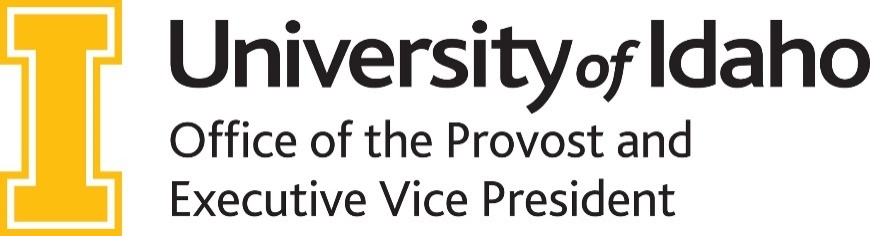 I
University of Idaho
Office of the Provost and
Executive Vice President